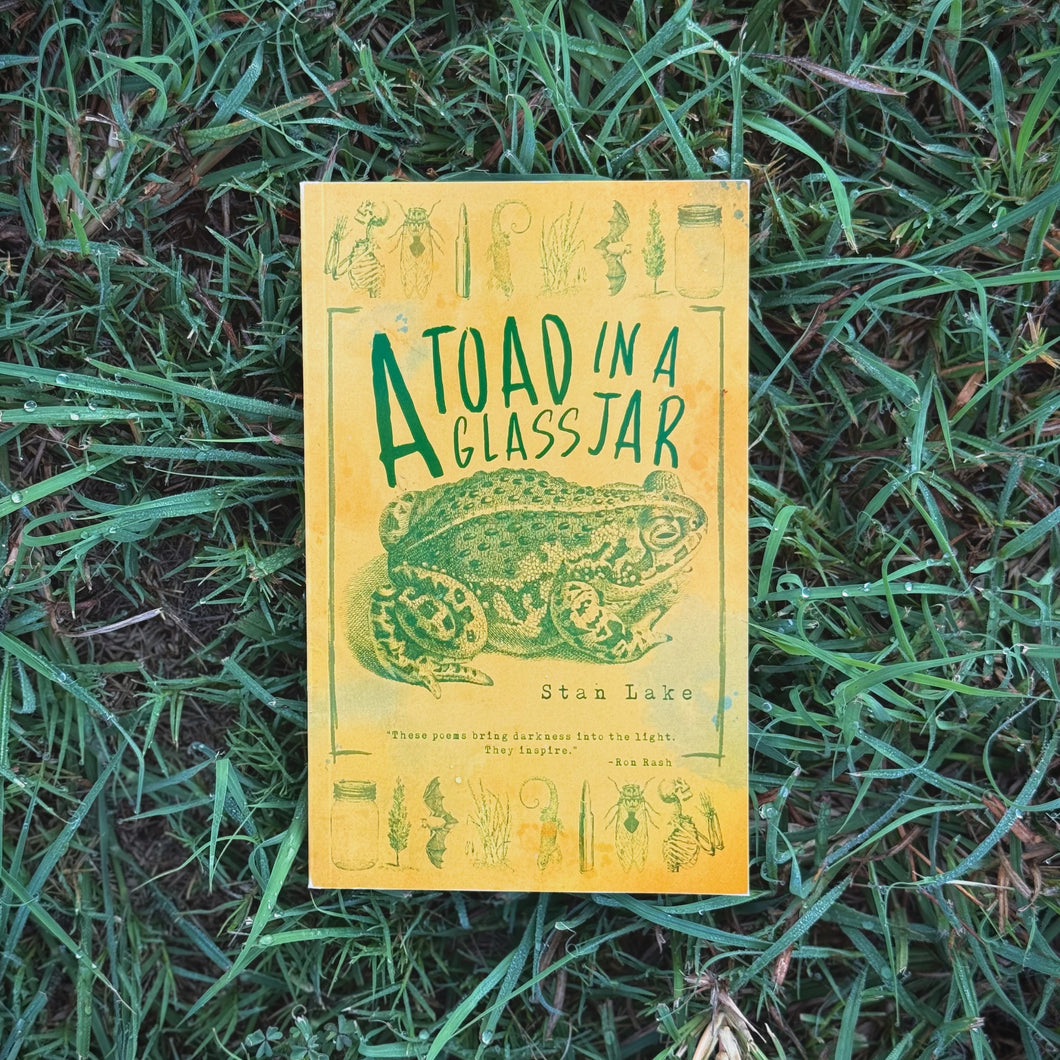 A TOAD IN A
GLASS JAR
Stan Lake
"These poems bring darkness into the light.
They inspire."
-Ron Rash